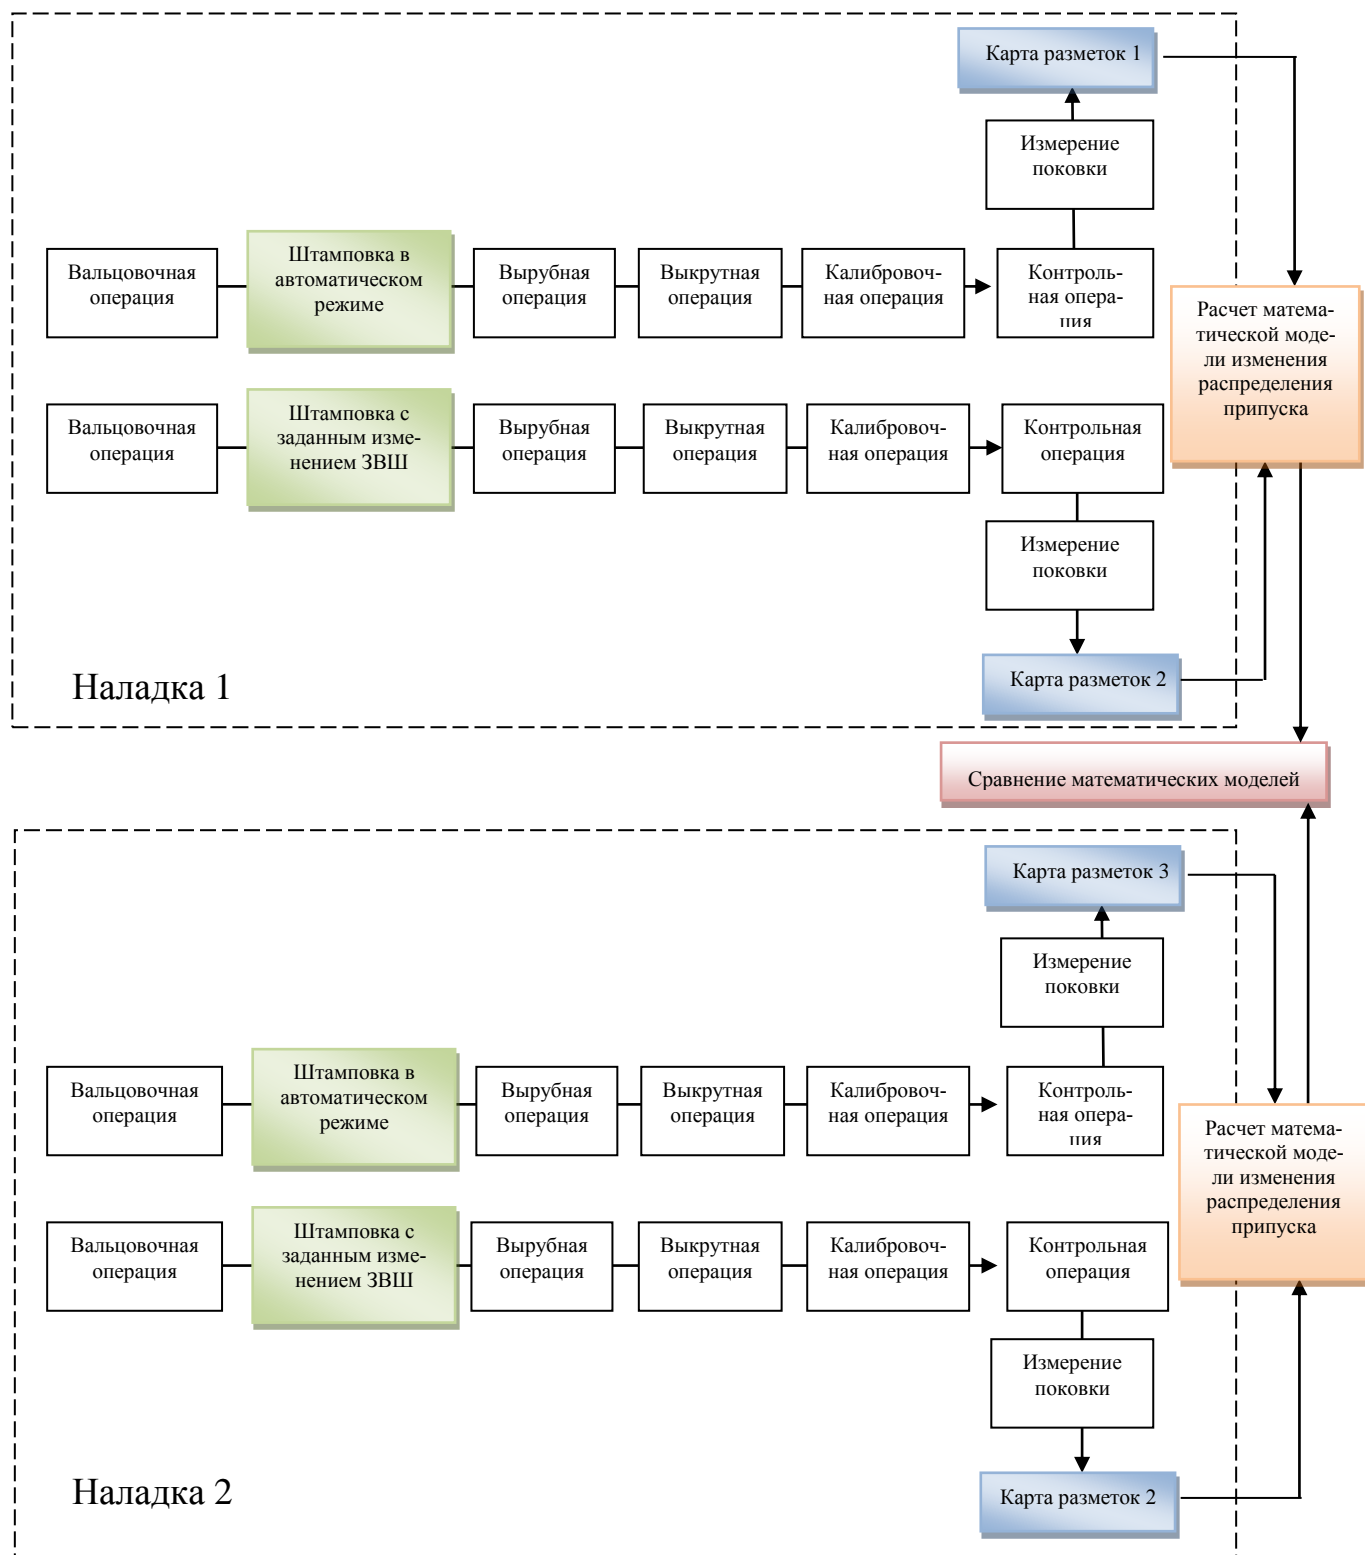 Карта разметок 1
Измерение
поковки
Вальцовочная
операция
Штамповка в
автоматическом
режиме
Вырубная
операция
Выкрутная
операция
Калибровоч-
ная операция
Контроль-
ная опера-
ция
Расчет матема-
тической моде-
ли изменения
распределения
припуска
Вальцовочная
операция
Штамповка с
заданным изме-
нением ЗВШ
Вырубная
операция
Выкрутная
операция
Калибровоч-
ная операция
Контрольная
операция
Измерение
поковки
Карта разметок 2
Наладка 1
Сравнение математических моделей
Карта разметок 3
Измерение
поковки
Вальцовочная
операция
Штамповка в
автоматическом
режиме
Вырубная
операция
Выкрутная
операция
Калибровоч-
ная операция
Контроль-
ная опера-
ция
Расчет матема-
тической моде-
ли изменения
распределения
припуска
Вальцовочная
операция
Штамповка с
заданным изме-
нением ЗВШ
Вырубная
операция
Выкрутная
операция
Калибровоч-
ная операция
Контрольная
операция
Измерение
поковки
Карта разметок 2
Наладка 2